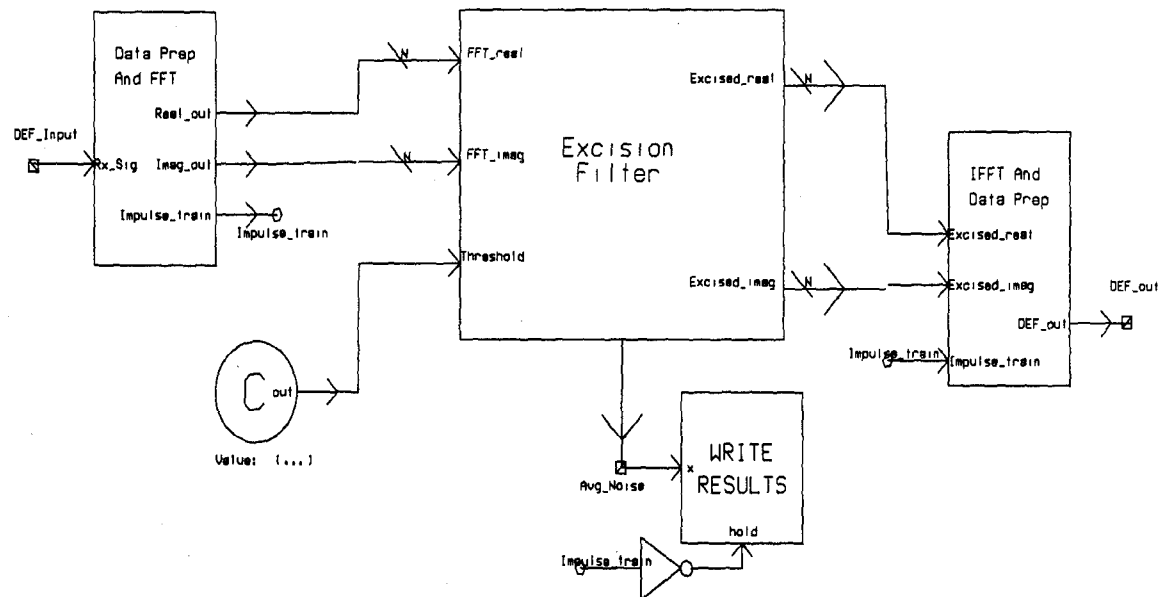 Data Prep
And FFT
Real_out
DEF_Input
Rx_Sig
Imag_out
Impulse_train
Impulse_train
N
FFT_real
N
FFT_imag
Threshold
Excision
Filter
Excised_real
N
Excised_imag
N
IFFT And
Data Prep
Excised_real
Excised_imag
DEF_out
DEF_out
Impulse_train
Impulse_train
C
out
Value: (...)
Avg_Noise
x
WRITE
RESULTS
hold
Impulse_train